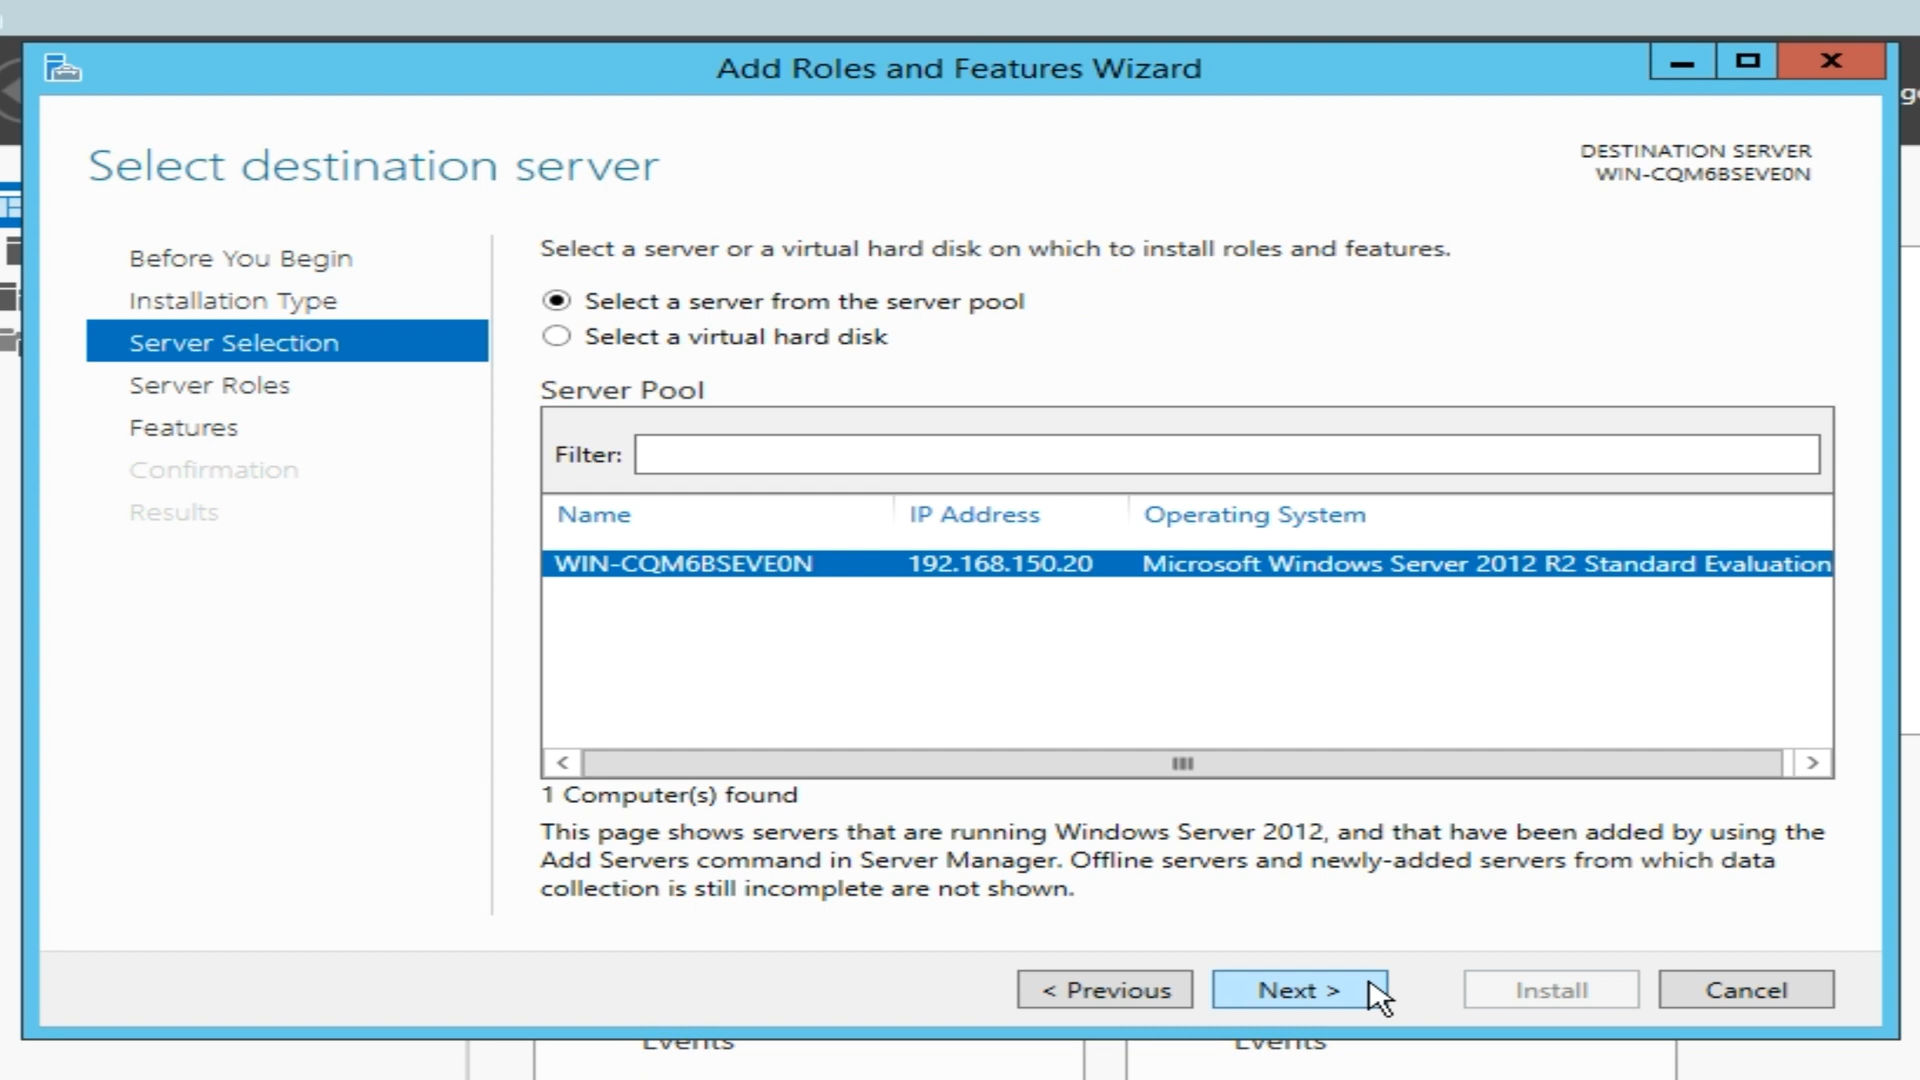 Add Roles and Features Wizard
Select destination server
DESTINATION SERVER
WIN-CQM6BSEVE0N
Before You Begin
Installation Type
Server Selection
Server Roles
Features
Confirmation
Results
Select a server or a virtual hard disk on which to install roles and features.
Select a server from the server pool
Select a virtual hard disk
Server Pool
Filter:
Name IP Address Operating System
WIN-CQM6BSEVE0N 192.168.150.20 Microsoft Windows Server 2012 R2 Standard Evaluation
1 Computer(s) found
This page shows servers that are running Windows Server 2012, and that have been added by using the
Add Servers command in Server Manager. Offline servers and newly-added servers from which data
collection is still incomplete are not shown.
< Previous Next > Install Cancel
Events Events